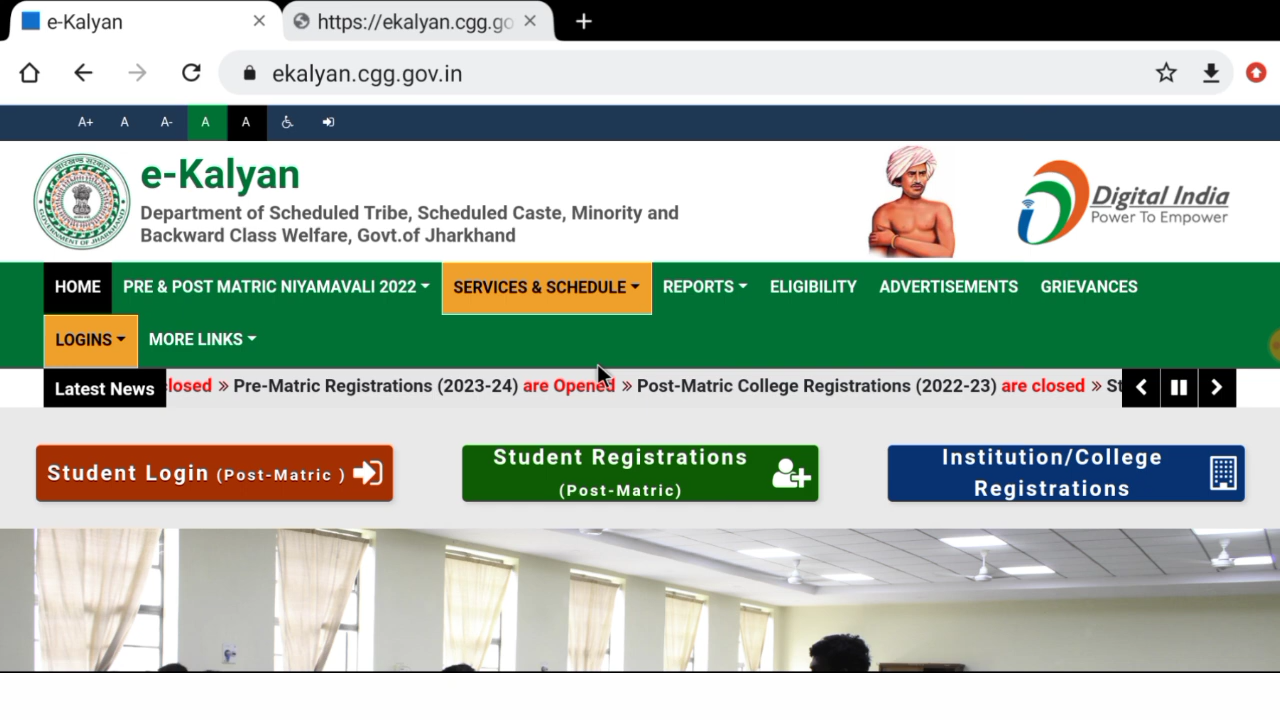 e-Kalyan
https://ekalyan.cgg.go
ekalyan.cgg.gov.in
A+ A A- A A
e-Kalyan
Department of Scheduled Tribe, Scheduled Caste, Minority and
Backward Class Welfare, Govt.of Jharkhand
Digital India
Power To Empower
HOME PRE & POST MATRIC NIYAMAVALI 2022 SERVICES & SCHEDULE REPORTS ELIGIBILITY ADVERTISEMENTS GRIEVANCES
LOGINS MORE LINKS
Latest News losed » Pre-Matric Registrations (2023-24) are Opened » Post-Matric College Registrations (2022-23) are closed » St
Student Login (Post-Matric )
Student Registrations
(Post-Matric)
Institution/College
Registrations